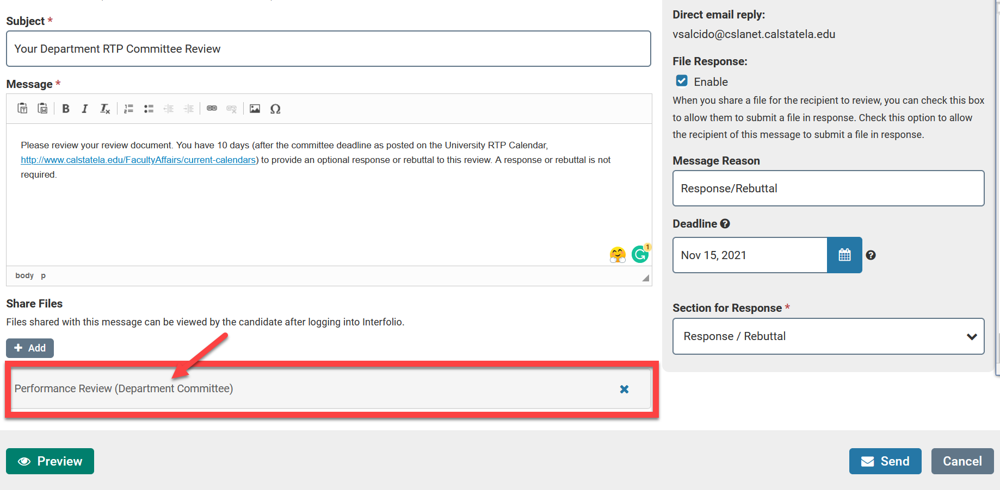 Subject *
Your Department RTP Committee Review
Message *
Please review your review document. You have 10 days (after the committee deadline as posted on the University RTP Calendar,
http://www.calstatela.edu/FacultyAffairs/current-calendars) to provide an optional response or rebuttal to this review. A response or rebuttal is not
required.
1
body p
Share Files
Files shared with this message can be viewed by the candidate after logging into Interfolio.
+ Add
Performance Review (Department Committee)
Preview
Direct email reply:
vsalcido@cslanet.calstatela.edu
File Response:
Enable
When you share a file for the recipient to review, you can check this box
to allow them to submit a file in response. Check this option to allow
the recipient of this message to submit a file in response.
Message Reason
Response/Rebuttal
Deadline
Nov 15, 2021
Section for Response *
Response / Rebuttal
Send
Cancel